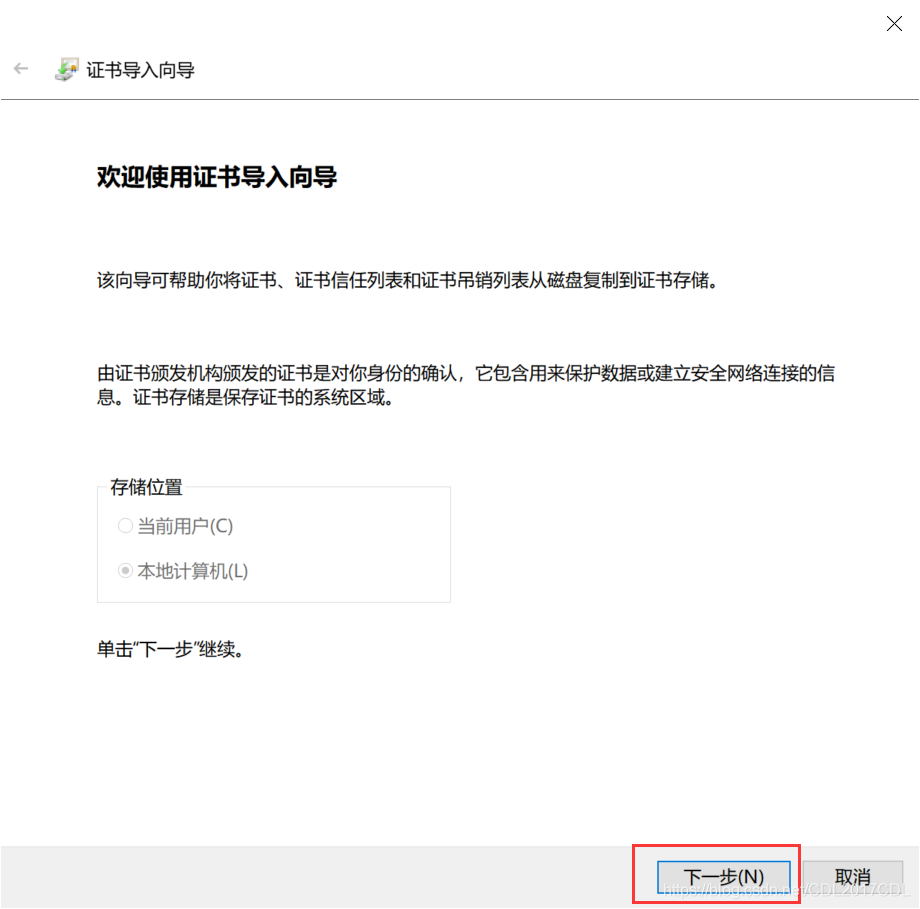 证书导入向导
欢迎使用证书导入向导
该向导可帮助你将证书、证书信任列表和证书吊销列表从磁盘复制到证书存储。
由证书颁发机构颁发的证书是对你身份的确认，它包含用来保护数据或建立安全网络连接的信
息。证书存储是保存证书的系统区域。
存储位置
当前用户(C)
本地计算机(L)
单击“下一步”继续。
下一步(N) 取消
https://blog.csdn.net/CDL2017CDL